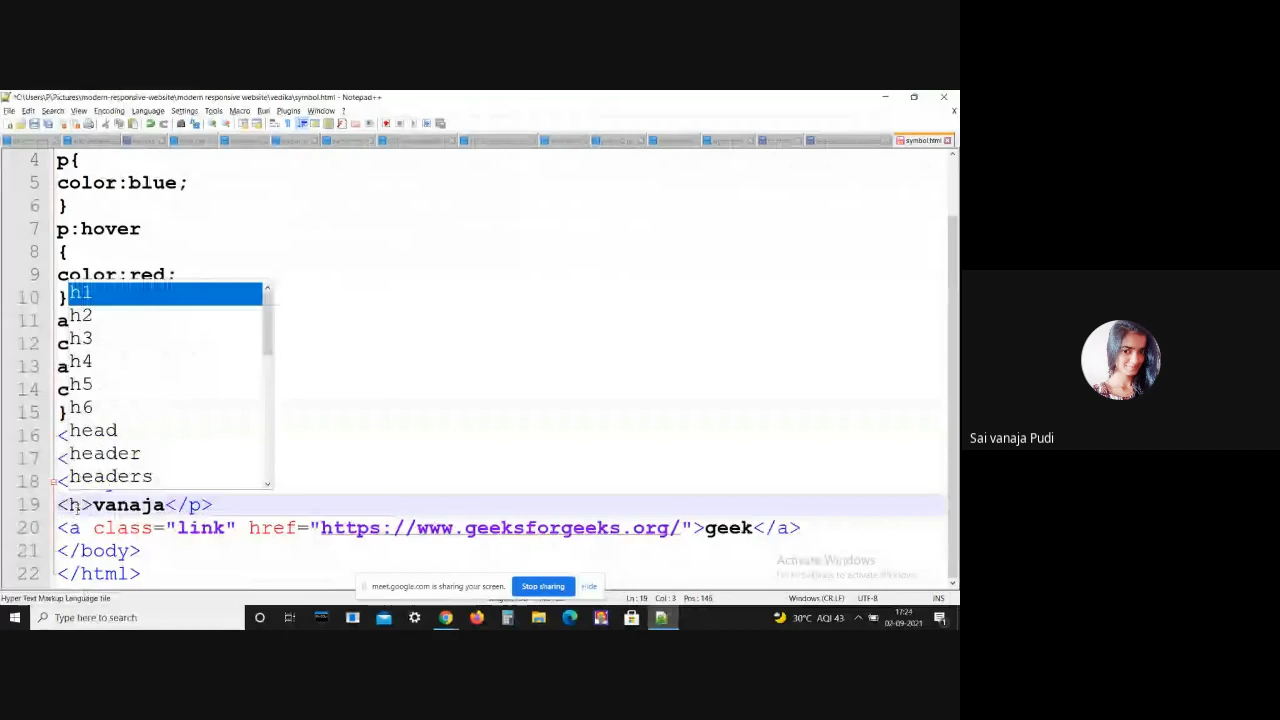 *C:\Users\P\Pictures\modern-responsive-website\modern responsive website\vedika\symbol.html - Notepad++
File Edit Search View Encoding Language Settings Tools Macro Run Plugins Window ?
symbol.html
4 p{
5 color:blue;
6 }
7 p:hover
8 {
9 color:red;
10 }
h1
11 a
h2
12 c
h3
13 a
h4
14 c
h5
15 }
h6
16 <
head
17 <
header
18 <
headers
19 <h>vanaja</p>
20 <a class="link" href="https://www.geeksforgeeks.org/">geek</a>
21 </body>
22 </html>
Activate Windows
meet.google.com is sharing your screen. Stop sharing Hide
Hyper Text Markup Language file Ln : 19 Col : 3 Pos : 146 Windows (CR LF) UTF-8 INS
Type here to search 30°C AQI 43 17:24
02-09-2021
Sai vanaja Pudi